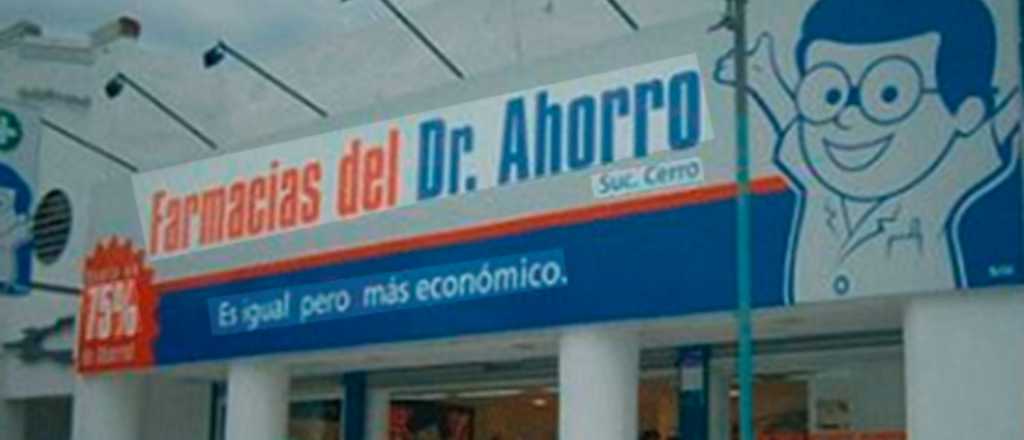 Farmacias del Dr. Ahorro
Suc. Cerro
Es igual pero más económico.
75%